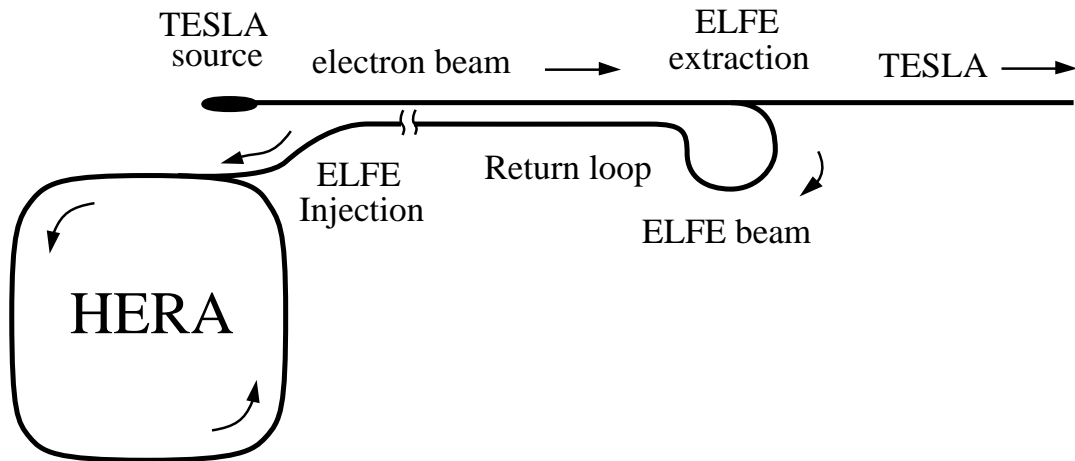 TESLA
source
electron beam
ELFE
extraction
TESLA
ELFE
Injection
Return loop
ELFE beam
HERA